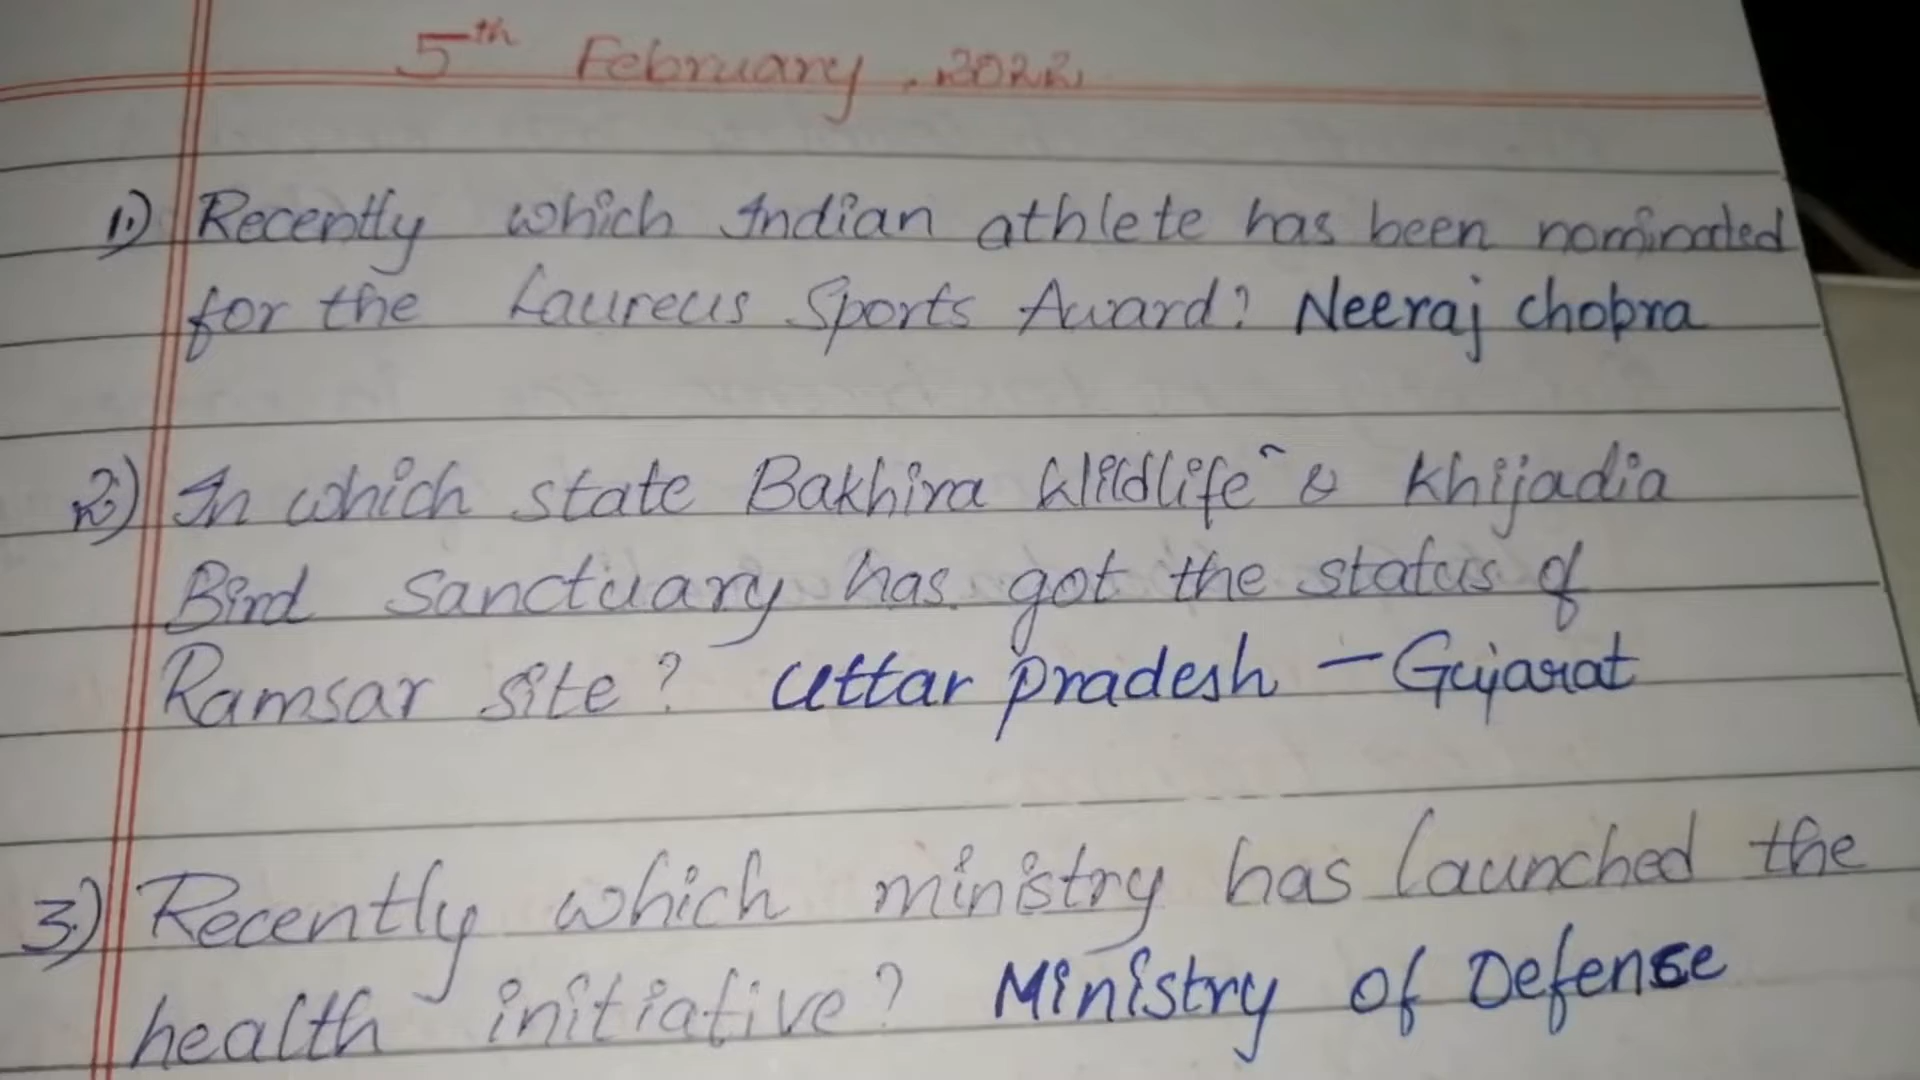 5th February, 2022
1.) Recently which Indian athlete has been nominated
for the Laureus Sports Award? Neeraj chopra
2.) In which state Bakhira Wildlife & Khijadia
Bird Sanctuary has got the status of
Ramsar site? Uttar pradesh - Gujarat
3.) Recently which ministry has launched the
health initiative? Ministry of Defense